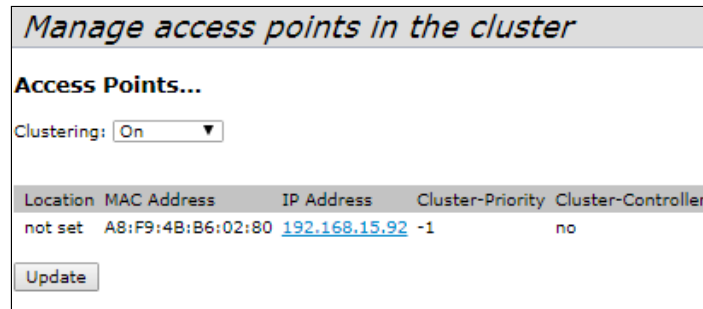 Manage access points in the cluster
Access Points...
Clustering: On
Location MAC Address IP Address Cluster-Priority Cluster-Controller
not set A8:F9:4B:B6:02:80 192.168.15.92 -1 no
Update